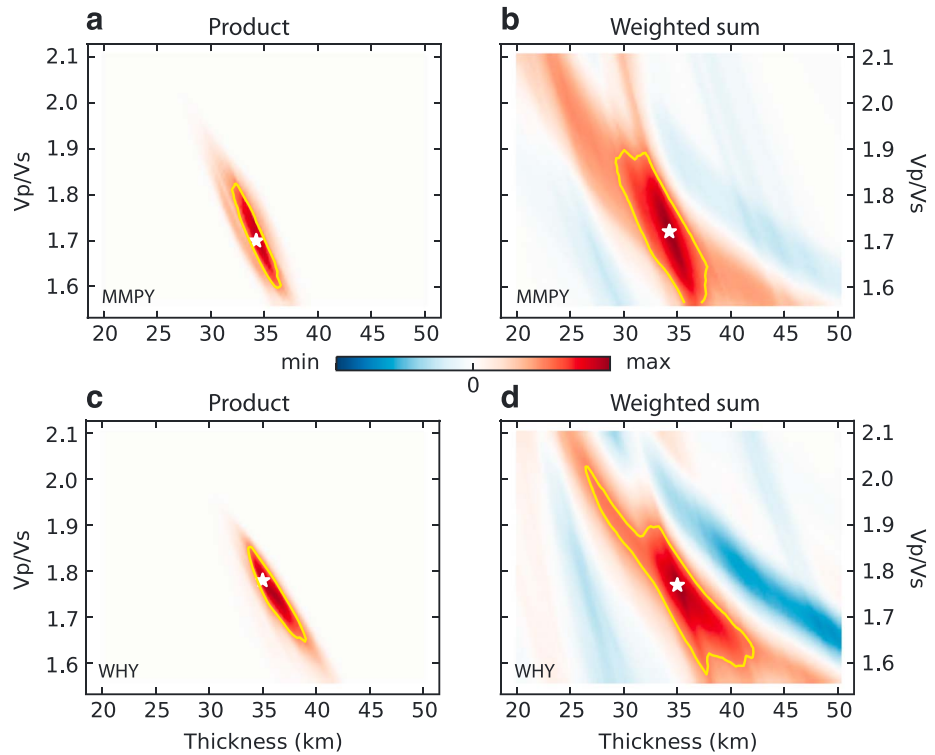 a Product
b Weighted sum
2.1
2.0
1.9
1.8
1.7
1.6
Vp/Vs
MMPY
20 25 30 35 40 45 50
MMPY
2.1
2.0
1.9
1.8
1.7
1.6
Vp/Vs
20 25 30 35 40 45 50
min 0 max
c Product
d Weighted sum
2.1
2.0
1.9
1.8
1.7
1.6
Vp/Vs
WHY
20 25 30 35 40 45 50
Thickness (km)
WHY
2.1
2.0
1.9
1.8
1.7
1.6
Vp/Vs
20 25 30 35 40 45 50
Thickness (km)